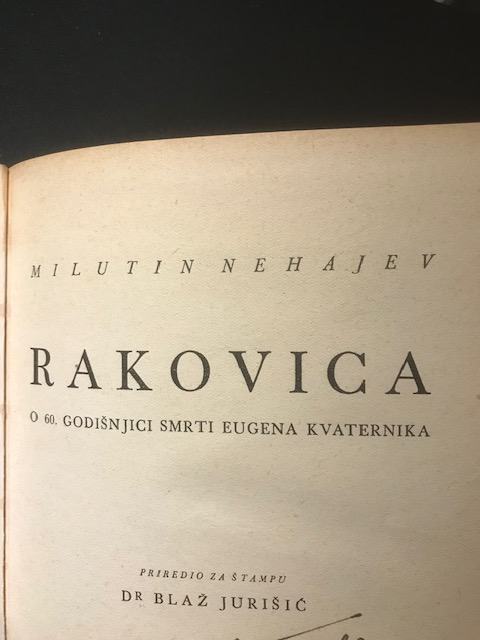 MILUTIN NEHAJEV
RAKOVICA
O 60. GODIŠNJICI SMRTI EUGENA KVATERNIKA
PRIREDIO ZA ŠTAMPU
DR BLAŽ JURIŠIĆ